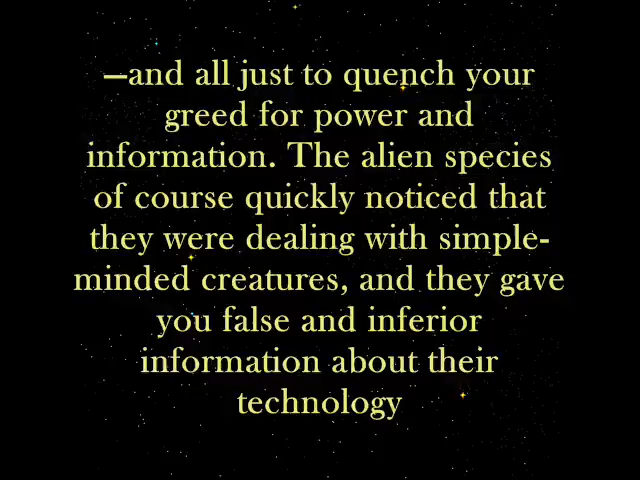 —and all just to quench your
greed for power and
information. The alien species
of course quickly noticed that
they were dealing with simple-
minded creatures, and they gave
you false and inferior
information about their
technology